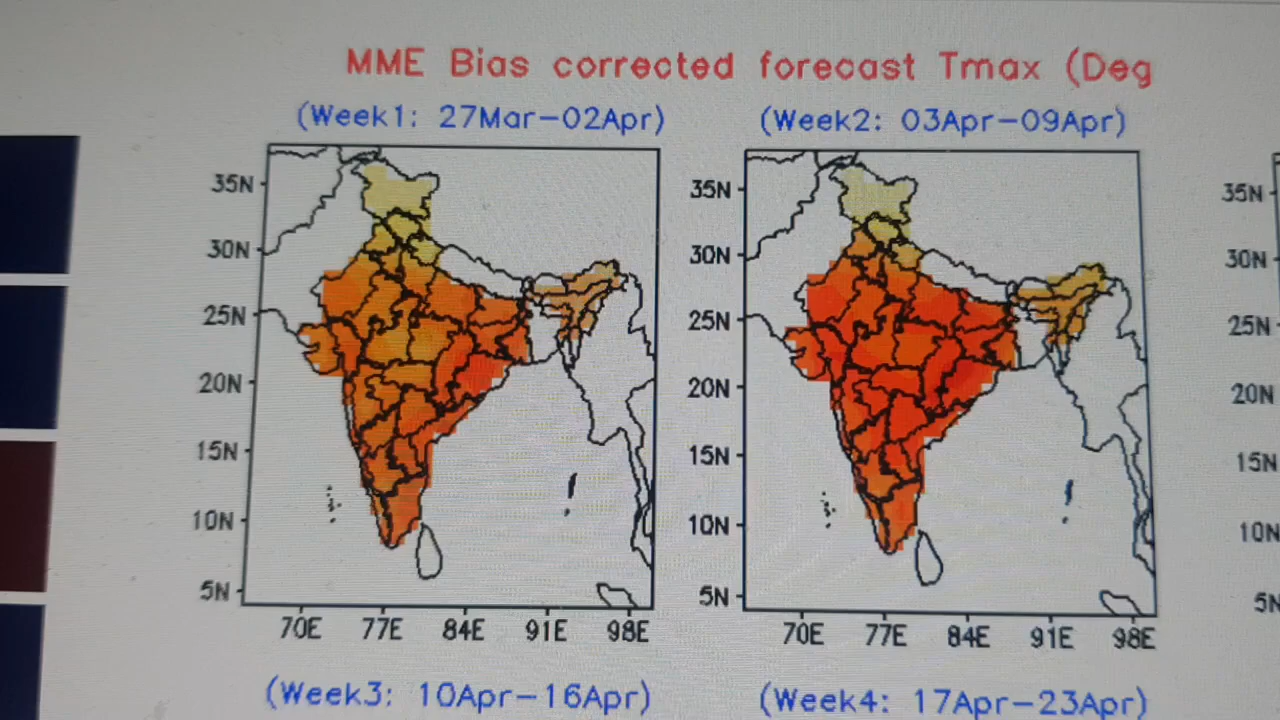 MME Bias corrected forecast Tmax (Deg
(Week1: 27Mar-02Apr) (Week2: 03Apr-09Apr)
35N 35N 35N
30N 30N 30N
25N 25N 25N
20N 20N 20N
15N 15N 15N
10N 10N 10N
5N 5N 5N
70E 77E 84E 91E 98E 70E 77E 84E 91E 98E
(Week3: 10Apr-16Apr) (Week4: 17Apr-23Apr)